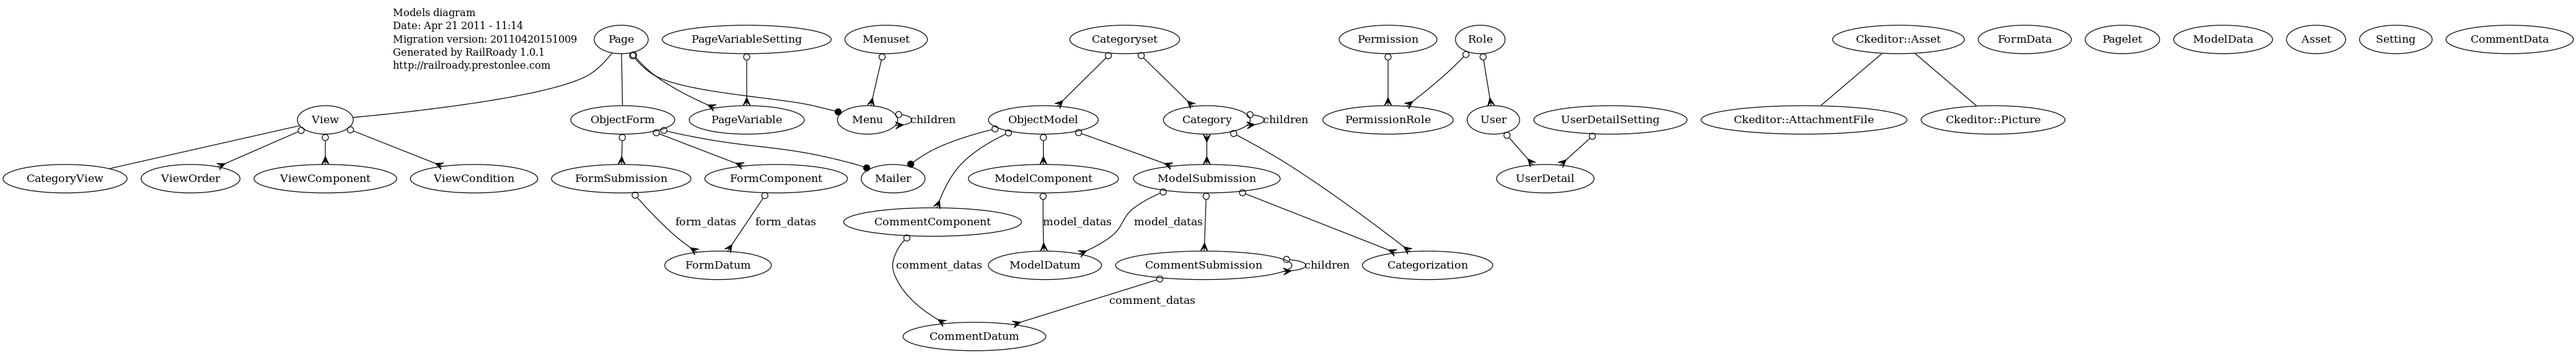 Models diagram
Date: Apr 21 2011 - 11:14
Migration version: 20110420151009
Generated by RailRoady 1.0.1
http://railroady.prestonlee.com
Page
PageVariableSetting
Menuset
Categoryset
Permission
Role
Ckeditor::Asset
FormData
Pagelet
ModelData
Asset
Setting
CommentData
View
ObjectForm
PageVariable
Menu
children
ObjectModel
Category
children
PermissionRole
User
UserDetailSetting
Ckeditor::AttachmentFile
Ckeditor::Picture
CategoryView
ViewOrder
ViewComponent
ViewCondition
FormSubmission
FormComponent
Mailer
ModelComponent
ModelSubmission
UserDetail
form_datas
form_datas
CommentComponent
model_datas
model_datas
FormDatum
comment_datas
ModelDatum
CommentSubmission
children
Categorization
comment_datas
CommentDatum